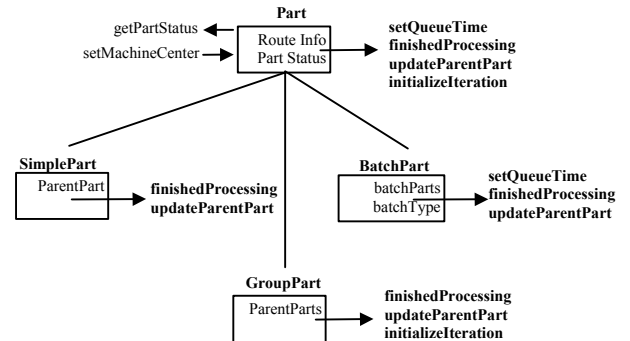 Part
getPartStatus
setMachineCenter
Route Info
Part Status
setQueueTime
finishedProcessing
updateParentPart
initializeIteration
SimplePart
ParentPart
finishedProcessing
updateParentPart
BatchPart
batchParts
batchType
setQueueTime
finishedProcessing
updateParentPart
GroupPart
ParentParts
finishedProcessing
updateParentPart
initializeIteration